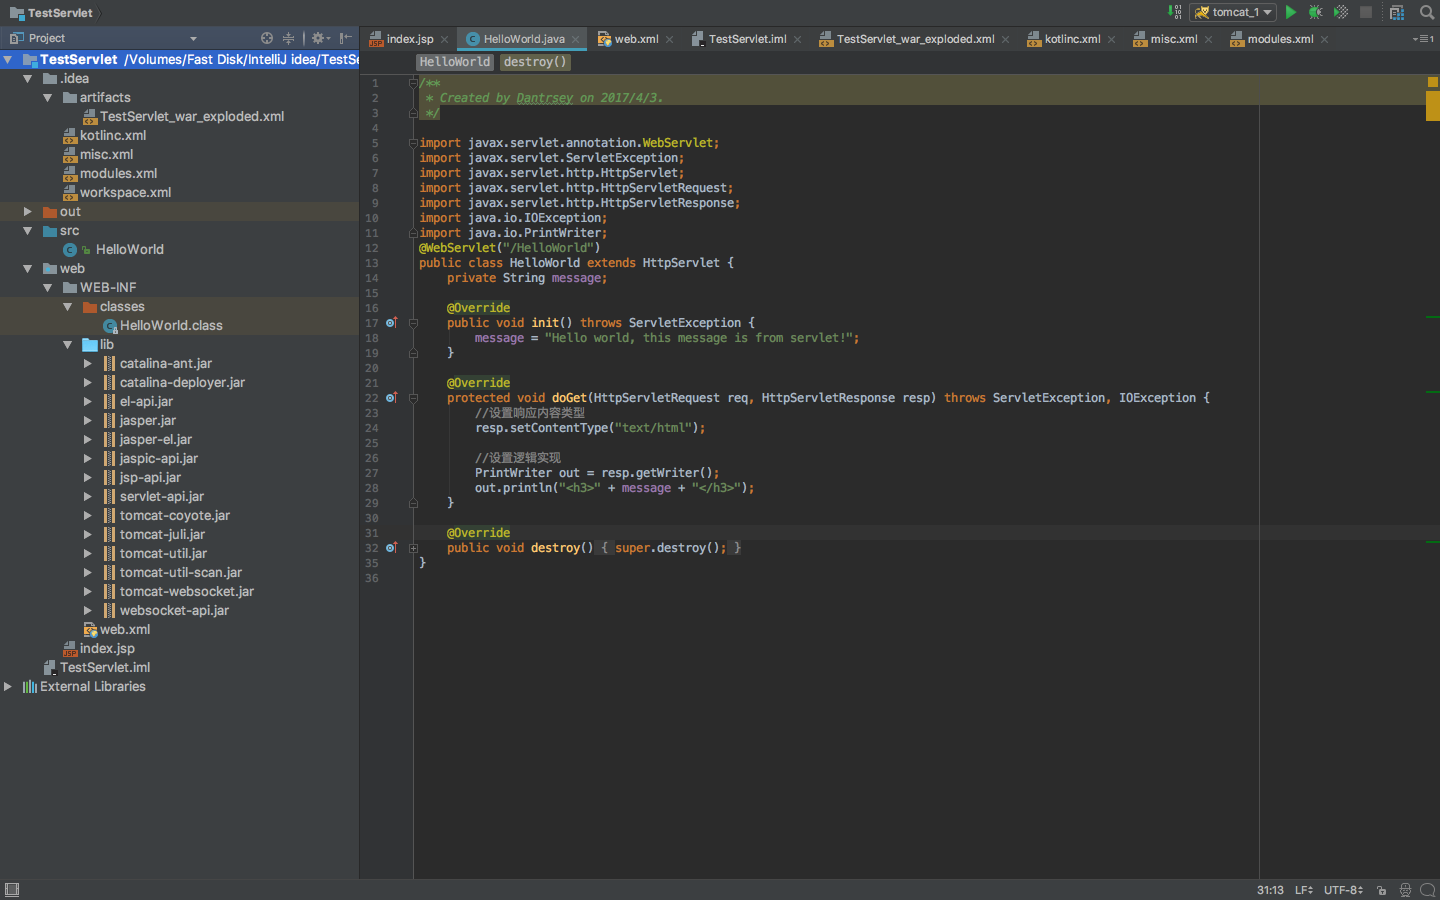 TestServlet
tomcat_1
Project
index.jsp
HelloWorld.java
web.xml
TestServlet.iml
TestServlet_war_exploded.xml
kotlinc.xml
misc.xml
modules.xml
TestServlet /Volumes/Fast Disk/IntelliJ idea/TestSe
.idea
artifacts
TestServlet_war_exploded.xml
kotlinc.xml
misc.xml
modules.xml
workspace.xml
out
src
HelloWorld
web
WEB-INF
classes
HelloWorld.class
lib
catalina-ant.jar
catalina-deployer.jar
el-api.jar
jasper.jar
jasper-el.jar
jaspic-api.jar
jsp-api.jar
servlet-api.jar
tomcat-coyote.jar
tomcat-juli.jar
tomcat-util.jar
tomcat-util-scan.jar
tomcat-websocket.jar
websocket-api.jar
web.xml
index.jsp
TestServlet.iml
External Libraries
HelloWorld destroy()
1 /**
2 * Created by Dantrsey on 2017/4/3.
3 */
4
5 import javax.servlet.annotation.WebServlet;
6 import javax.servlet.ServletException;
7 import javax.servlet.http.HttpServlet;
8 import javax.servlet.http.HttpServletRequest;
9 import javax.servlet.http.HttpServletResponse;
10 import java.io.IOException;
11 import java.io.PrintWriter;
12 @WebServlet("/HelloWorld")
13 public class HelloWorld extends HttpServlet {
14 private String message;
15
16 @Override
17 public void init() throws ServletException {
18 message = "Hello world, this message is from servlet!";
19 }
20
21 @Override
22 protected void doGet(HttpServletRequest req, HttpServletResponse resp) throws ServletException, IOException {
23 //设置响应内容类型
24 resp.setContentType("text/html");
25
26 //设置逻辑实现
27 PrintWriter out = resp.getWriter();
28 out.println("<h3>" + message + "</h3>");
29 }
30
31 @Override
32 public void destroy() { super.destroy(); }
35 }
36
31:13 LF UTF-8